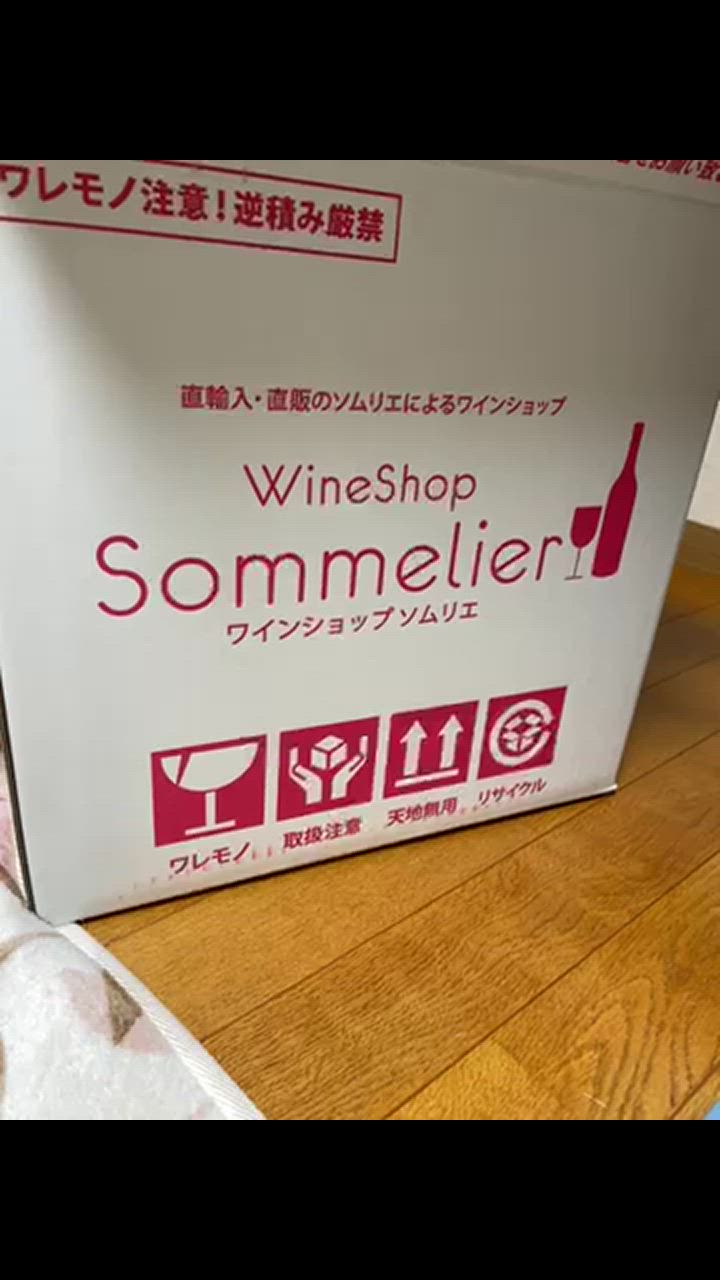 ワレモノ注意!逆積み厳禁
直輸入・直販のソムリエによるワインショップ
WineShop
Sommelier
ワインショップ ソムリエ
ワレモノ
取扱注意
天地無用
リサイクル